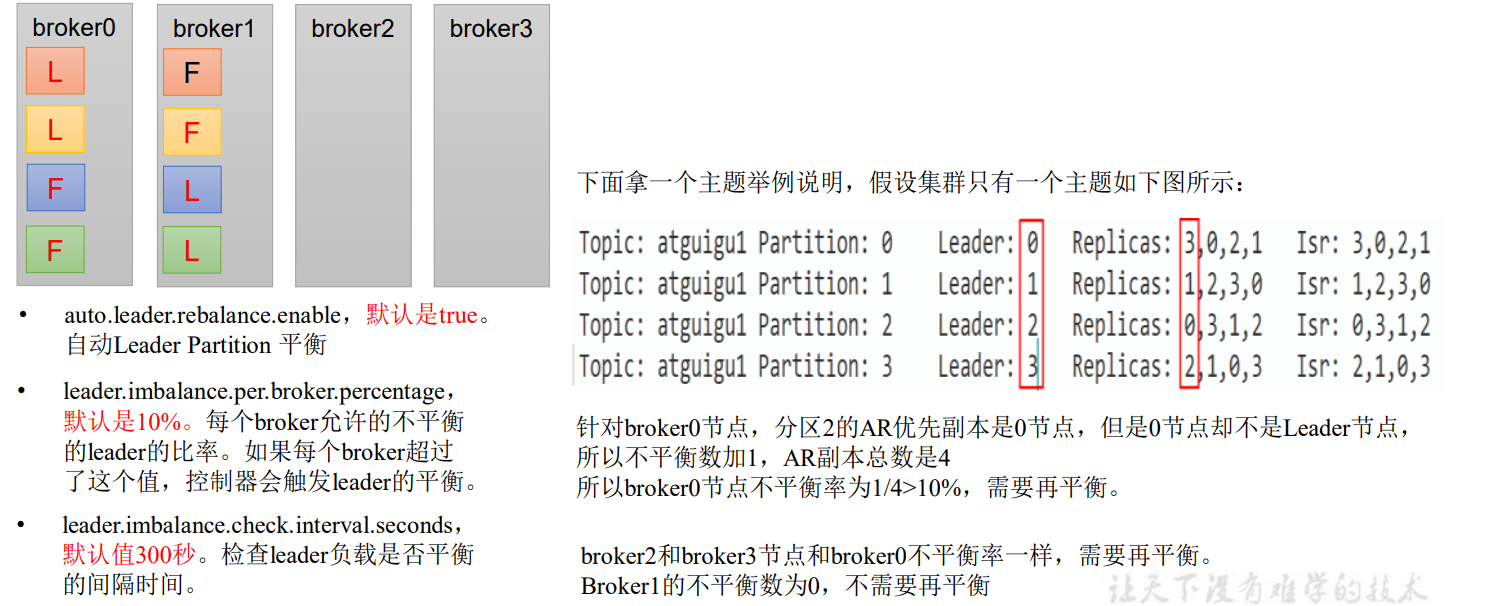 broker0 broker1 broker2 broker3
L F
L F
F L
F L
• auto.leader.rebalance.enable，默认是true。
自动Leader Partition 平衡
• leader.imbalance.per.broker.percentage，
默认是10%。每个broker允许的不平衡
的leader的比率。如果每个broker超过
了这个值，控制器会触发leader的平衡。
• leader.imbalance.check.interval.seconds，
默认值300秒。检查leader负载是否平衡
的间隔时间。
下面拿一个主题举例说明，假设集群只有一个主题如下图所示：
Topic: atguigu1 Partition: 0 Leader: 0 Replicas: 3,0,2,1 Isr: 3,0,2,1
Topic: atguigu1 Partition: 1 Leader: 1 Replicas: 1,2,3,0 Isr: 1,2,3,0
Topic: atguigu1 Partition: 2 Leader: 2 Replicas: 0,3,1,2 Isr: 0,3,1,2
Topic: atguigu1 Partition: 3 Leader: 3 Replicas: 2,1,0,3 Isr: 2,1,0,3
针对broker0节点，分区2的AR优先副本是0节点，但是0节点却不是Leader节点，
所以不平衡数加1，AR副本总数是4
所以broker0节点不平衡率为1/4>10%，需要再平衡。
broker2和broker3节点和broker0不平衡率一样，需要再平衡。
Broker1的不平衡数为0，不需要再平衡
让天下没有难学的技术